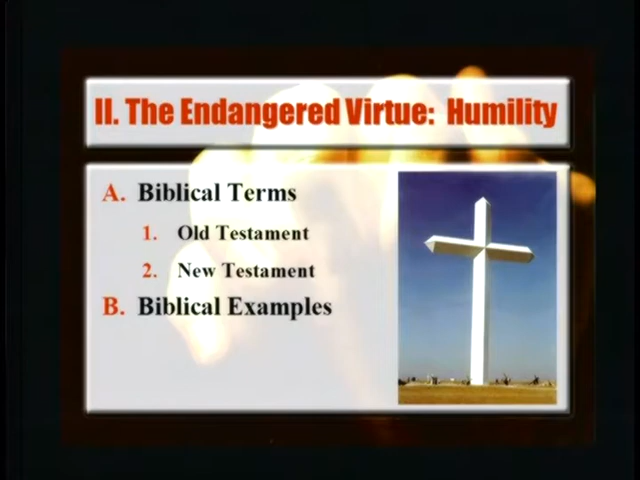 II. The Endangered Virtue: Humility
A. Biblical Terms
1. Old Testament
2. New Testament
B. Biblical Examples